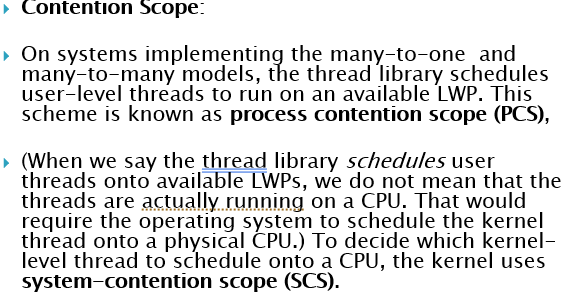 Contention Scope:
On systems implementing the many-to-one and
many-to-many models, the thread library schedules
user-level threads to run on an available LWP. This
scheme is known as process contention scope (PCS),
(When we say the thread library schedules user
threads onto available LWPs, we do not mean that the
threads are actually running on a CPU. That would
require the operating system to schedule the kernel
thread onto a physical CPU.) To decide which kernel-
level thread to schedule onto a CPU, the kernel uses
system-contention scope (SCS).